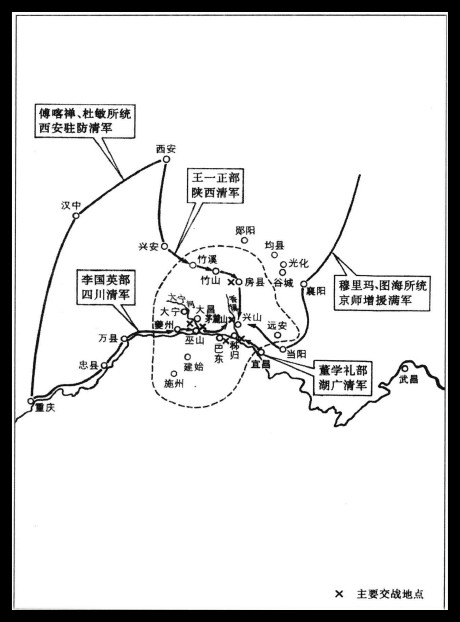 傅喀禅、杜敏所统
西安驻防清军
西安
王一正部
陕西清军
汉中
郧阳
均县
兴安
竹溪
光化
竹山
房县
谷城
李国英部
四川清军
穆里玛、图海所统
京师增援满军
襄阳
大宁
大昌
茅麓山
兴山
远安
夔州
万县
巫山
巴东
秭归
当阳
建始
宜昌
董学礼部
湖广清军
忠县
施州
武昌
重庆
× 主要交战地点